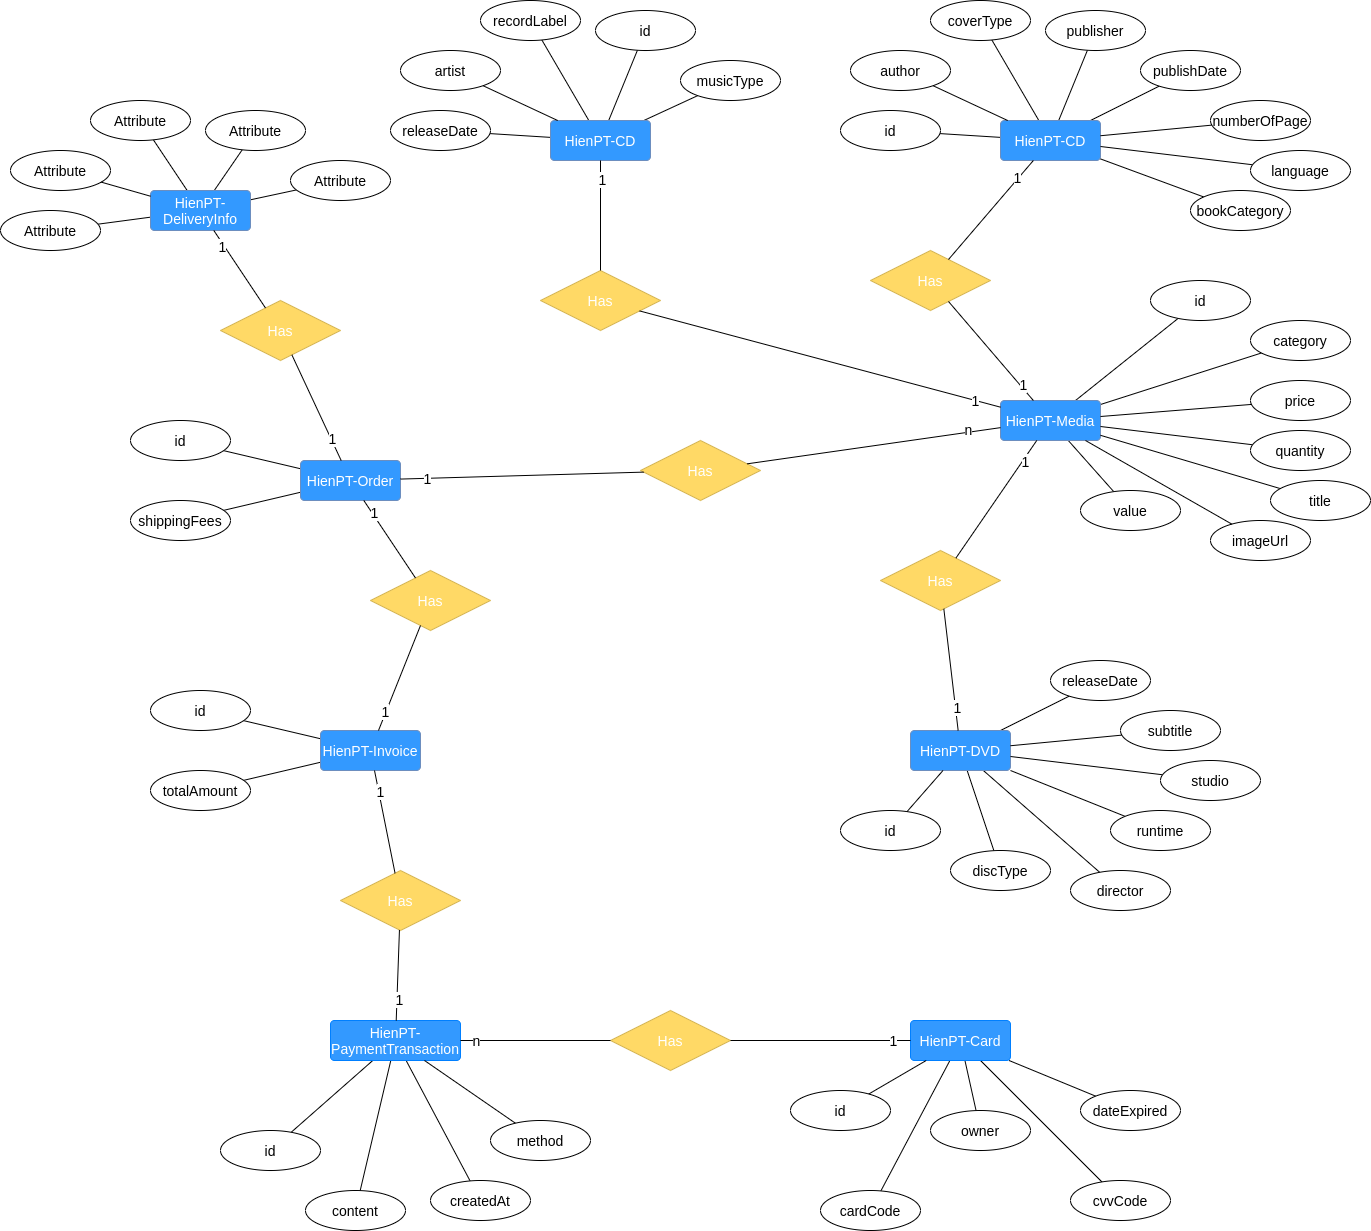 recordLabel
id
artist
musicType
releaseDate
HienPT-CD
1
coverType
publisher
author
publishDate
id
numberOfPage
language
bookCategory
HienPT-CD
1
Attribute
Attribute
Attribute
Attribute
Attribute
HienPT-
DeliveryInfo
1
Has
Has
Has
1
id
category
price
quantity
title
imageUrl
value
HienPT-Media
1
1
n
1
id
shippingFees
HienPT-Order
1
1
Has
1
Has
Has
1
id
totalAmount
HienPT-Invoice
1
releaseDate
subtitle
studio
runtime
director
discType
id
HienPT-DVD
1
Has
1
HienPT-
PaymentTransaction
n
Has
1
HienPT-Card
id
content
createdAt
method
id
owner
dateExpired
cardCode
cvvCode